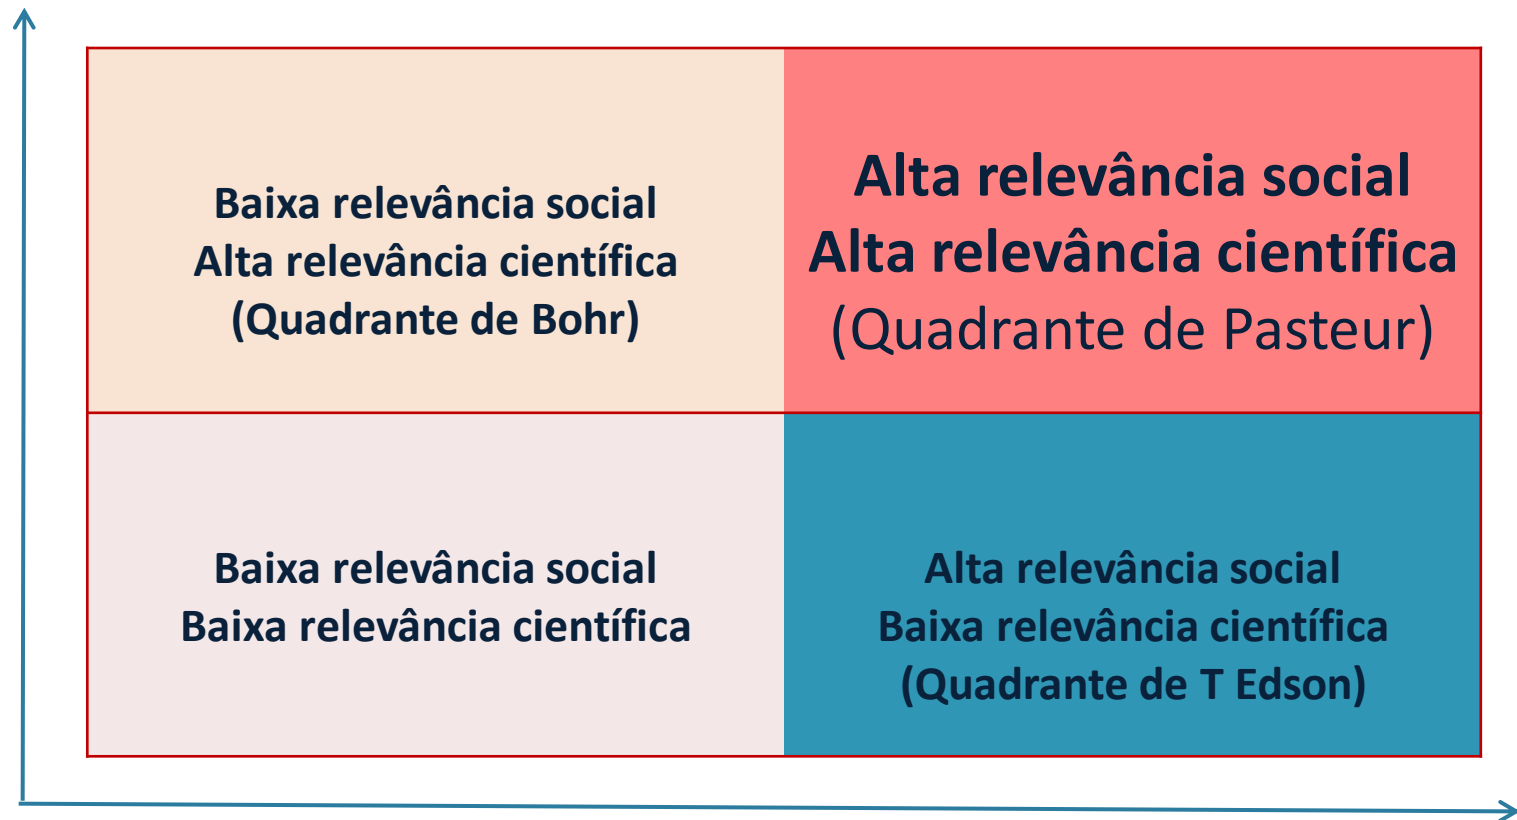 Baixa relevância social
Alta relevância científica
(Quadrante de Bohr)
Alta relevância social
Alta relevância científica
(Quadrante de Pasteur)
Baixa relevância social
Baixa relevância científica
Alta relevância social
Baixa relevância científica
(Quadrante de T Edson)